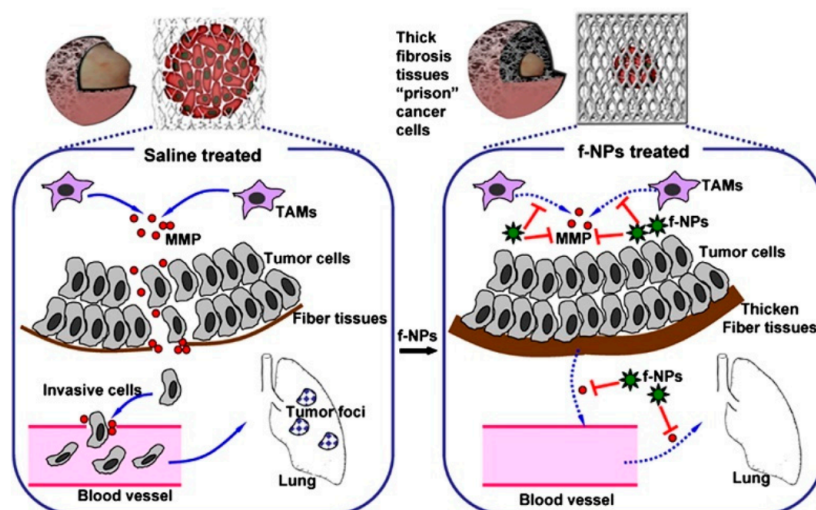 Thick
fibrosis
tissues
“prison”
cancer
cells
Saline treated
TAMs
MMP
Tumor cells
Fiber tissues
Invasive cells
Tumor foci
Lung
Blood vessel
f-NPs
f-NPs treated
TAMs
f-NPs
MMP
Tumor cells
Thicken
Fiber tissues
f-NPs
Lung
Blood vessel